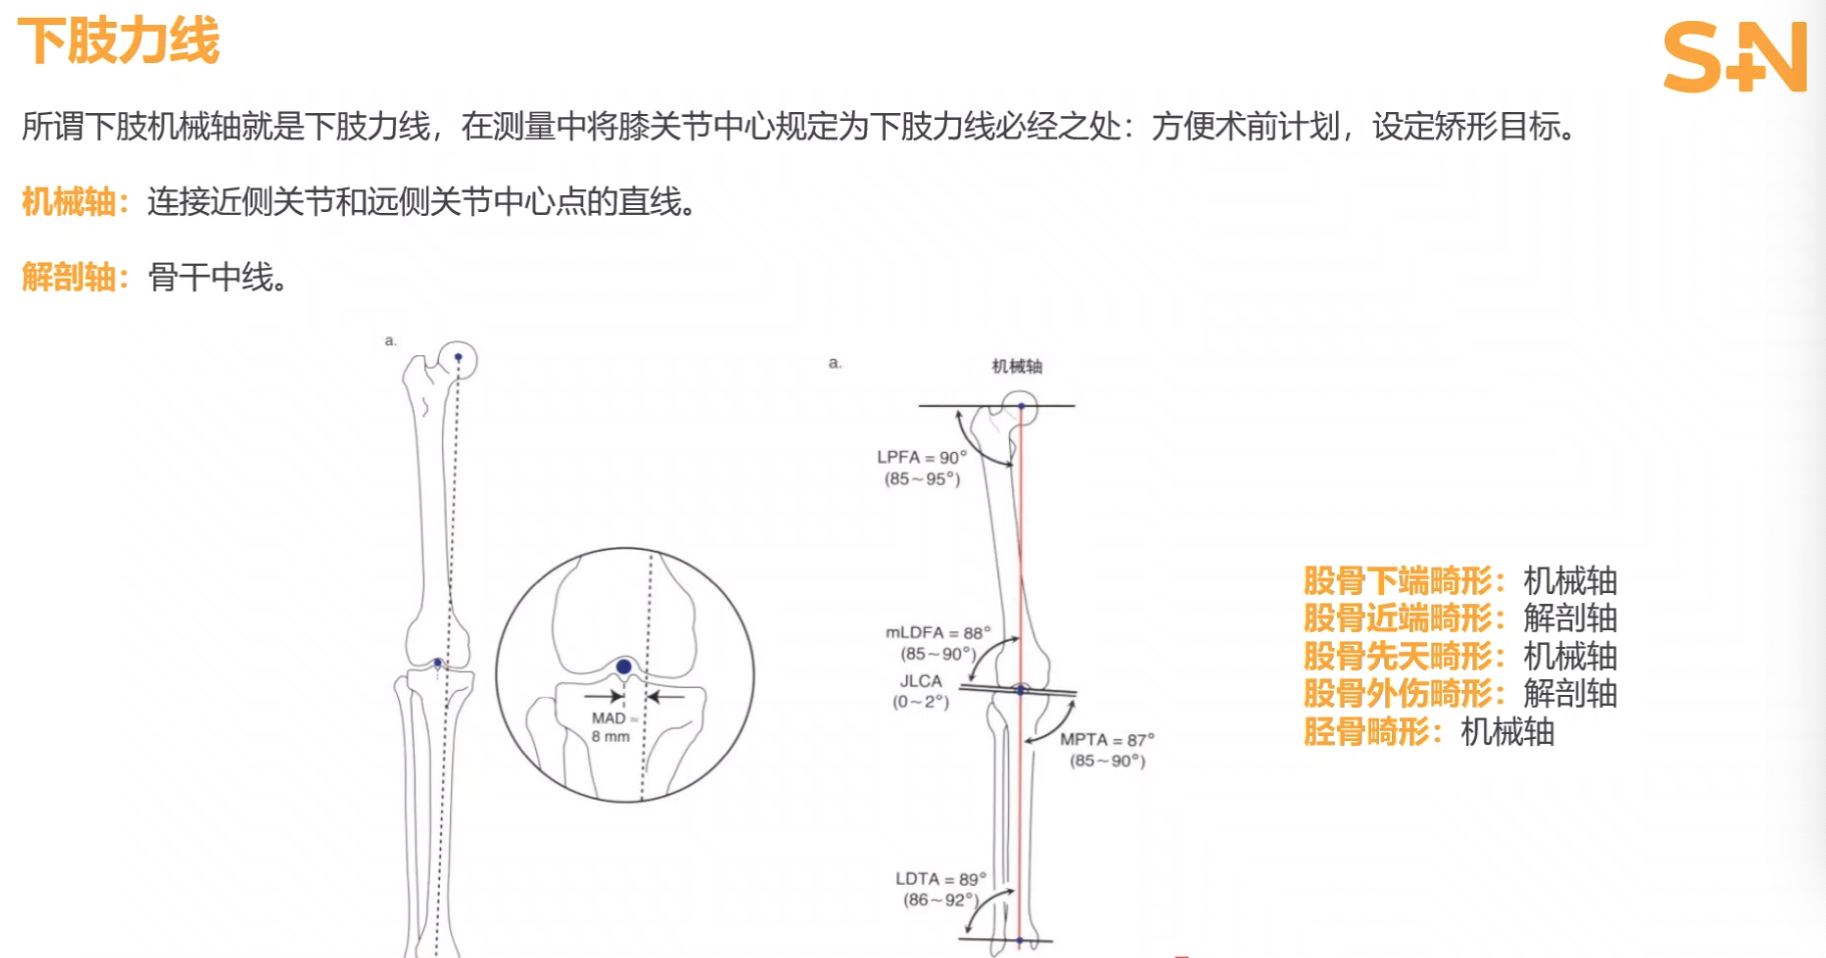 下肢力线
S+N
所谓下肢机械轴就是下肢力线，在测量中将膝关节中心规定为下肢力线必经之处：方便术前计划，设定矫形目标。
机械轴：连接近侧关节和远侧关节中心点的直线。
解剖轴：骨干中线。
a.
MAD =
8 mm
a.
机械轴
LPFA = 90°
(85~95°)
mLDFA = 88°
(85~90°)
JLCA
(0~2°)
MPTA = 87°
(85~90°)
LDTA = 89°
(86~92°)
股骨下端畸形：机械轴
股骨近端畸形：解剖轴
股骨先天畸形：机械轴
股骨外伤畸形：解剖轴
胫骨畸形：机械轴